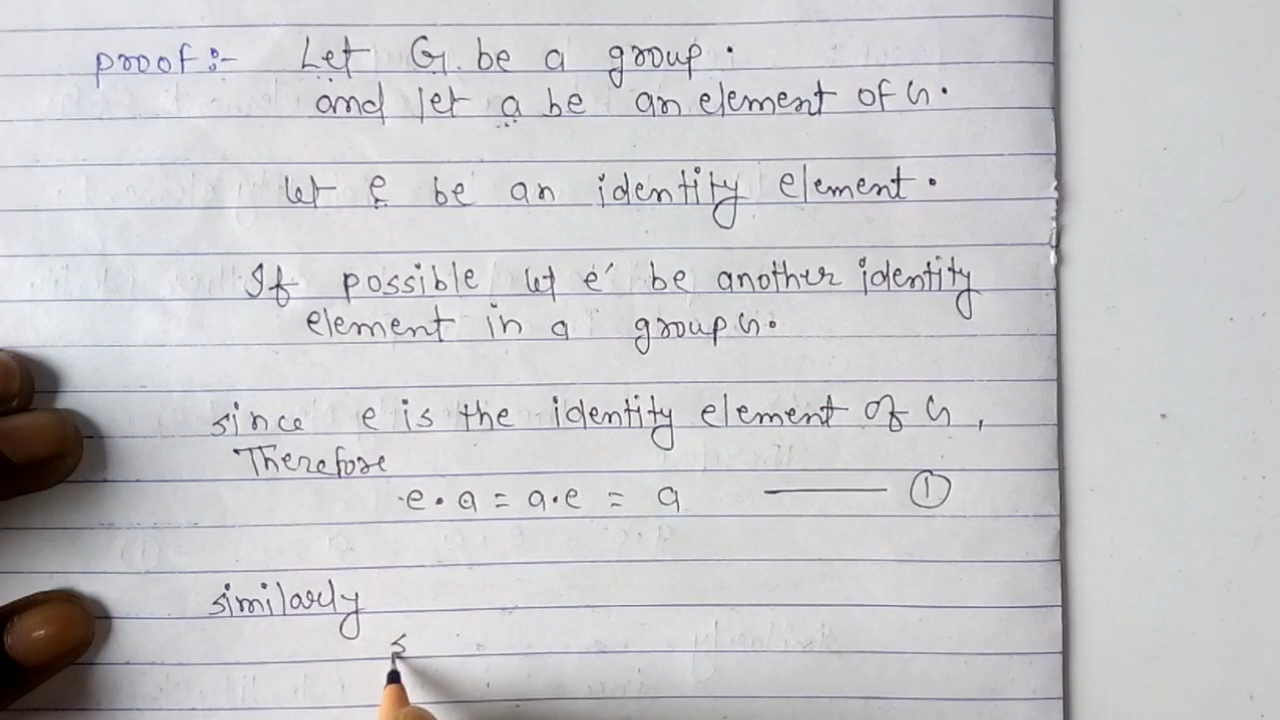 proof:- Let G be a group.
and let a be an element of G.
let e be an identity element.
If possible let e' be another identity
element in a group G.
since e is the identity element of G,
Therefore
e.a = a.e = a —— ①
similarly
s